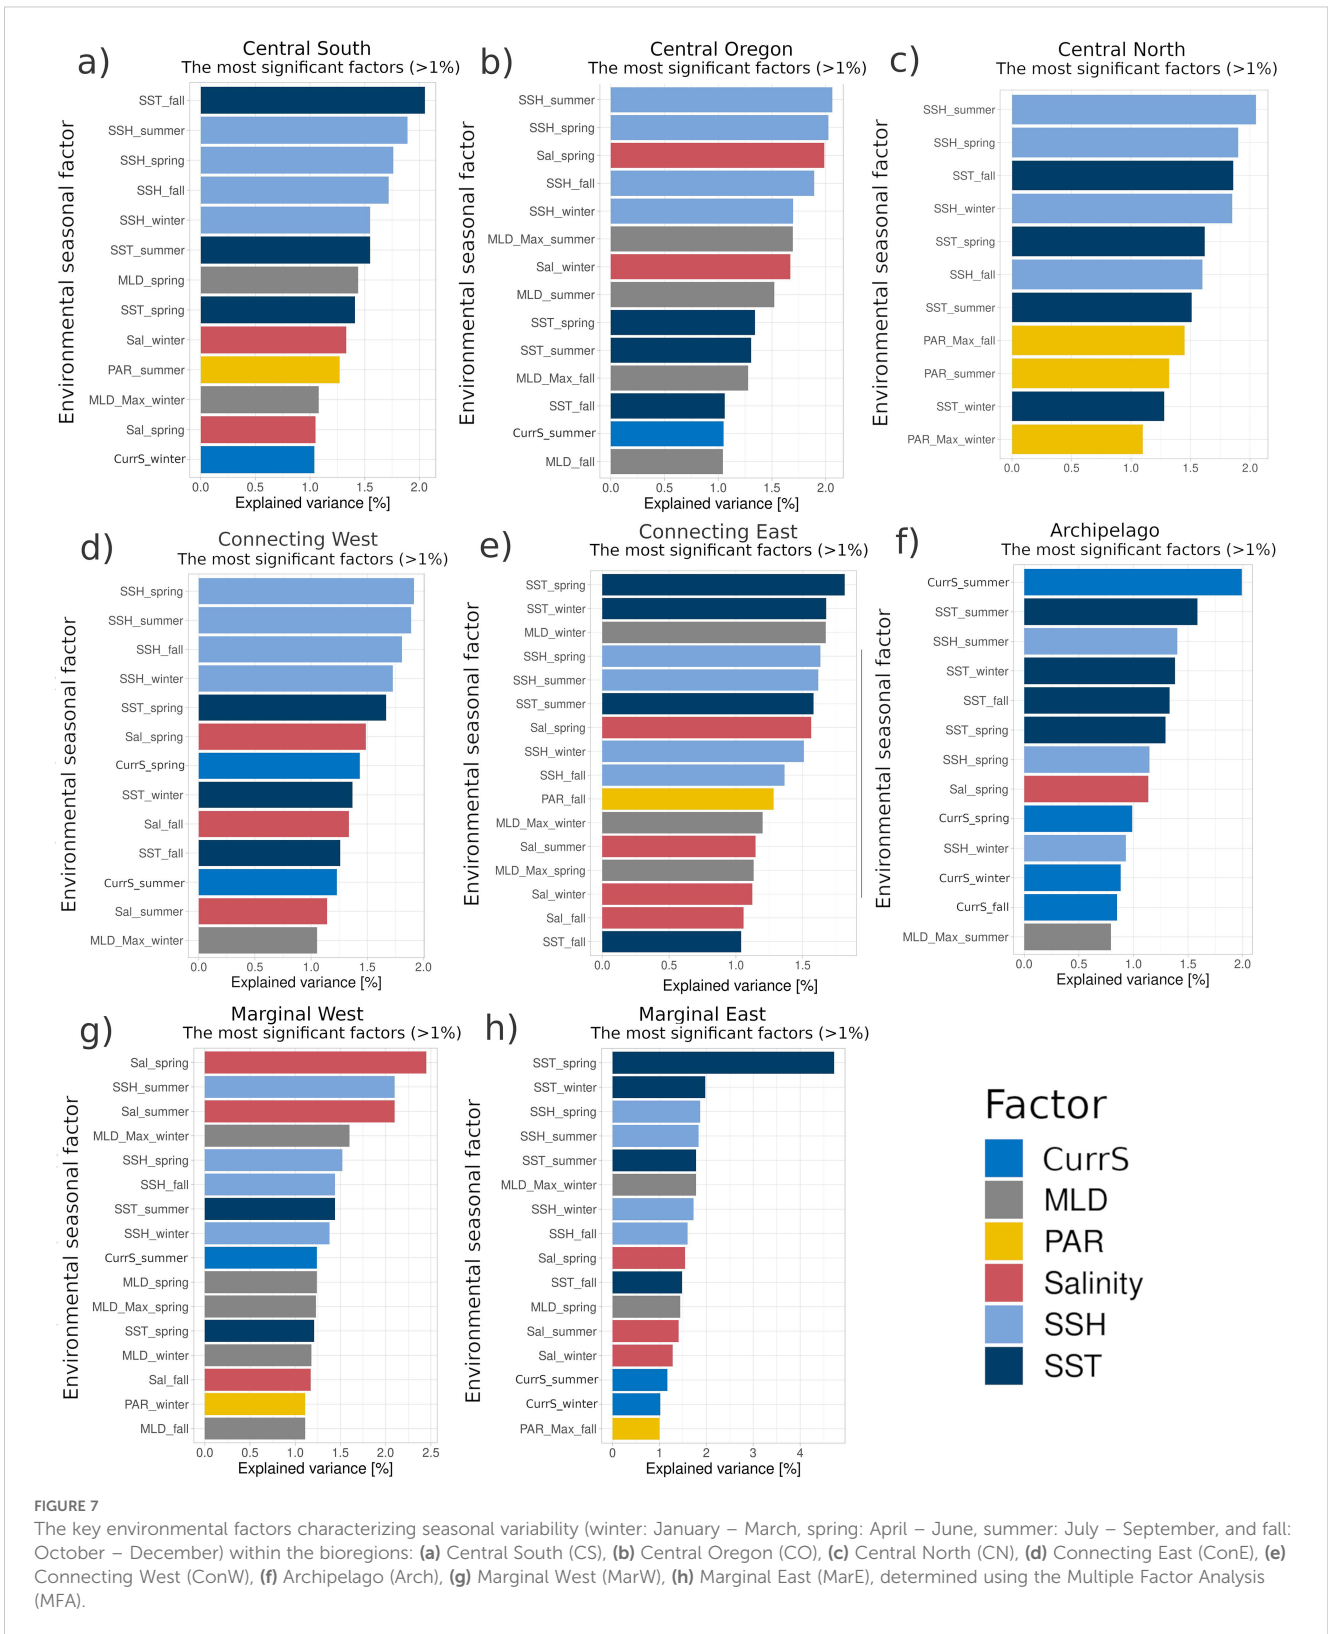 a)
Central South
The most significant factors (>1%)
Environmental seasonal factor
SST_fall
SSH_summer
SSH_spring
SSH_fall
SSH_winter
SST_summer
MLD_spring
SST_spring
Sal_winter
PAR_summer
MLD_Max_winter
Sal_spring
CurrS_winter
0.0 0.5 1.0 1.5 2.0
Explained variance [%]
b)
Central Oregon
The most significant factors (>1%)
Environmental seasonal factor
SSH_summer
SSH_spring
Sal_spring
SSH_fall
SSH_winter
MLD_Max_summer
Sal_winter
MLD_summer
SST_spring
SST_summer
MLD_Max_fall
SST_fall
CurrS_summer
MLD_fall
0.0 0.5 1.0 1.5 2.0
Explained variance [%]
c)
Central North
The most significant factors (>1%)
Environmental seasonal factor
SSH_summer
SSH_spring
SST_fall
SSH_winter
SST_spring
SSH_fall
SST_summer
PAR_Max_fall
PAR_summer
SST_winter
PAR_Max_winter
0.0 0.5 1.0 1.5 2.0
d)
Connecting West
The most significant factors (>1%)
Environmental seasonal factor
SSH_spring
SSH_summer
SSH_fall
SSH_winter
SST_spring
Sal_spring
CurrS_spring
SST_winter
Sal_fall
SST_fall
CurrS_summer
Sal_summer
MLD_Max_winter
0.0 0.5 1.0 1.5 2.0
Explained variance [%]
e)
Connecting East
The most significant factors (>1%)
Environmental seasonal factor
SST_spring
SST_winter
MLD_winter
SSH_spring
SSH_summer
SST_summer
Sal_spring
SSH_winter
SSH_fall
PAR_fall
MLD_Max_winter
Sal_summer
MLD_Max_spring
Sal_winter
Sal_fall
SST_fall
0.0 0.5 1.0 1.5
Explained variance [%]
f)
Archipelago
The most significant factors (>1%)
Environmental seasonal factor
CurrS_summer
SST_summer
SSH_summer
SST_winter
SST_fall
SST_spring
SSH_spring
Sal_spring
CurrS_spring
SSH_winter
CurrS_winter
CurrS_fall
MLD_Max_summer
0.0 0.5 1.0 1.5 2.0
Explained variance [%]
g)
Marginal West
The most significant factors (>1%)
Environmental seasonal factor
Sal_spring
SSH_summer
Sal_summer
MLD_Max_winter
SSH_spring
SSH_fall
SST_summer
SSH_winter
CurrS_summer
MLD_spring
MLD_Max_spring
SST_spring
MLD_winter
Sal_fall
PAR_winter
MLD_fall
0.0 0.5 1.0 1.5 2.0 2.5
Explained variance [%]
h)
Marginal East
The most significant factors (>1%)
Environmental seasonal factor
SST_spring
SST_winter
SSH_spring
SSH_summer
SST_summer
MLD_Max_winter
SSH_winter
SSH_fall
Sal_spring
SST_fall
MLD_spring
Sal_summer
Sal_winter
CurrS_summer
CurrS_winter
PAR_Max_fall
0 1 2 3 4
Explained variance [%]
Factor
CurrS
MLD
PAR
Salinity
SSH
SST
FIGURE 7
The key environmental factors characterizing seasonal variability (winter: January – March, spring: April – June, summer: July – September, and fall:
October – December) within the bioregions: (a) Central South (CS), (b) Central Oregon (CO), (c) Central North (CN), (d) Connecting East (ConE), (e)
Connecting West (ConW), (f) Archipelago (Arch), (g) Marginal West (MarW), (h) Marginal East (MarE), determined using the Multiple Factor Analysis
(MFA).